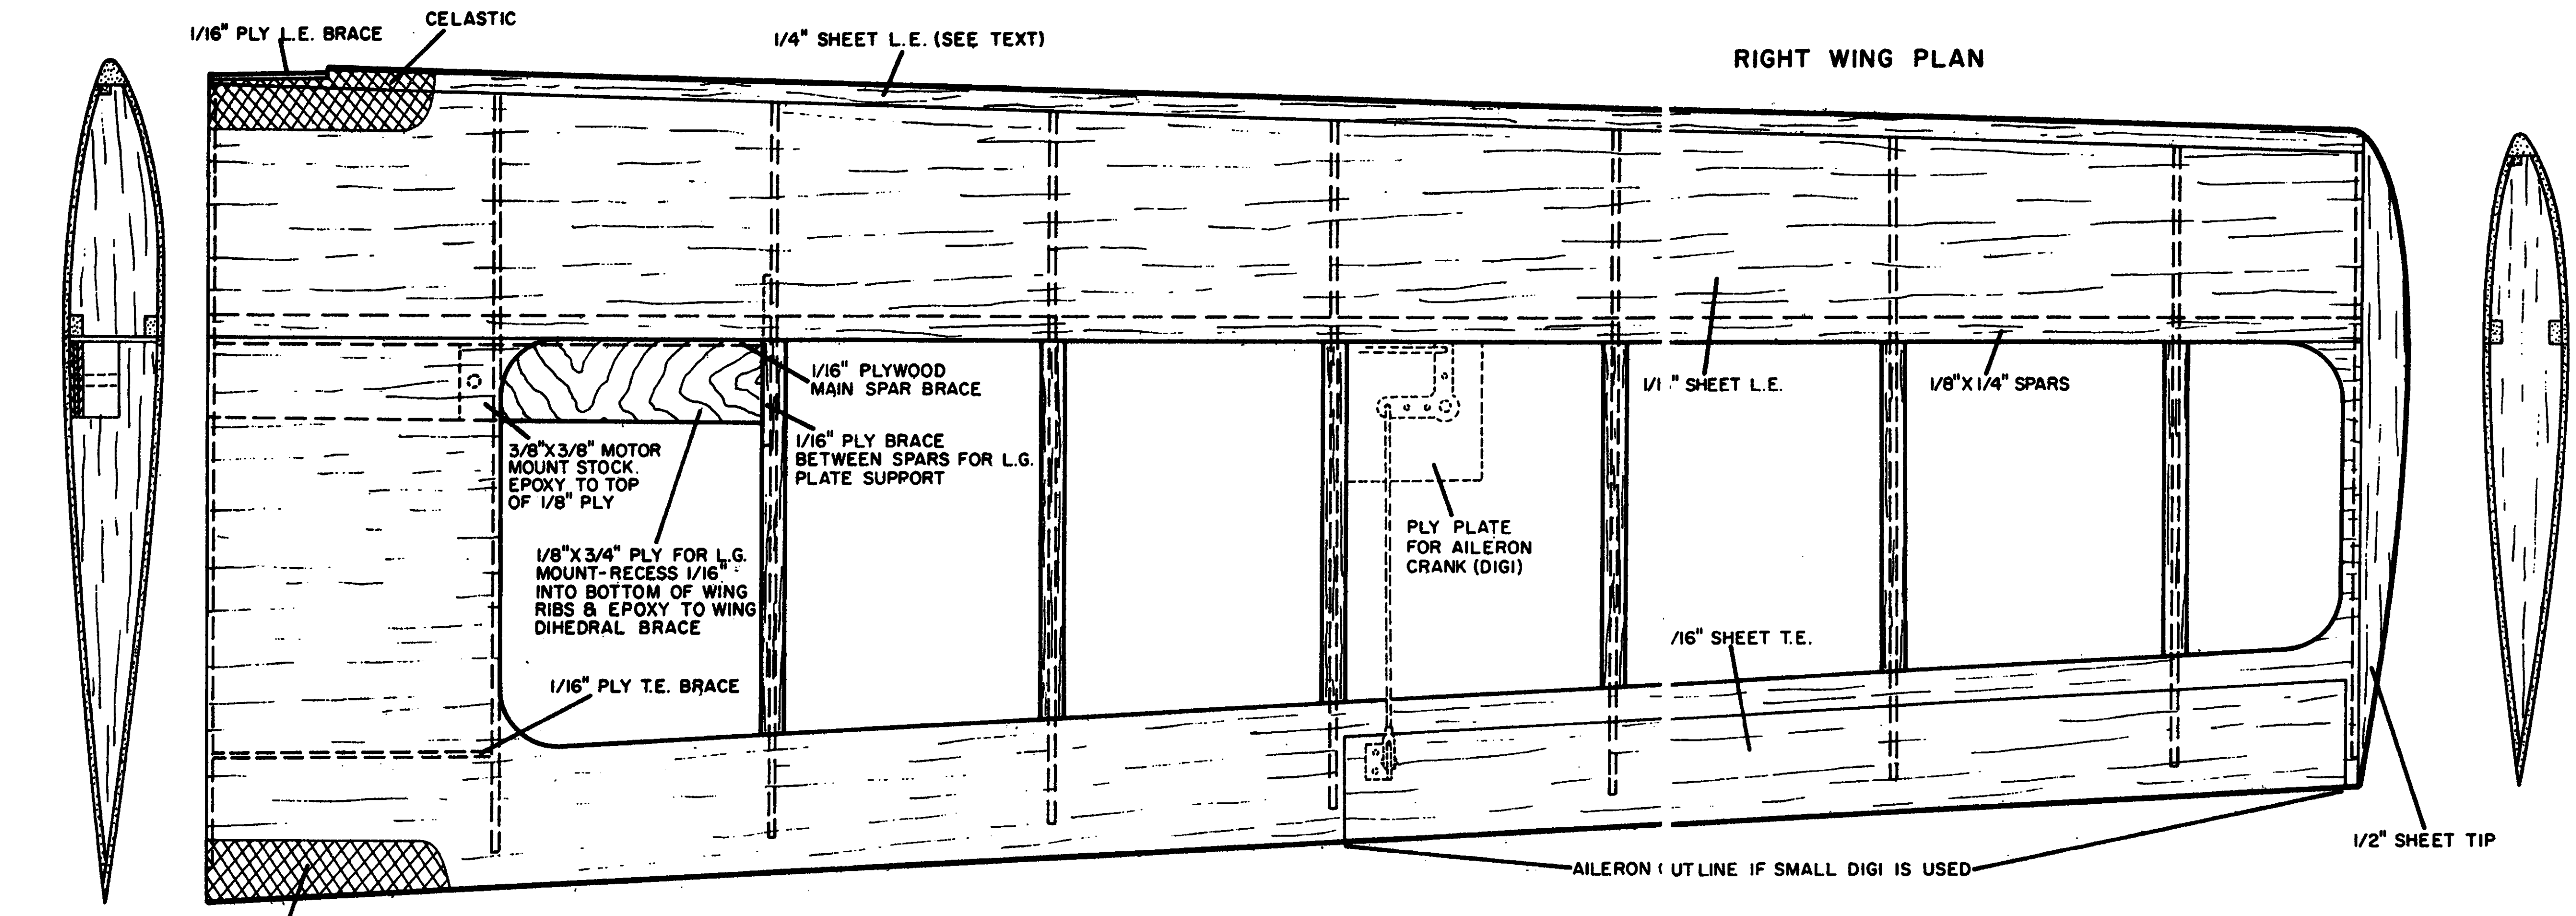 CELASTIC
1/16" PLY L.E. BRACE
1/4" SHEET L.E. (SEE TEXT)
RIGHT WING PLAN
1/16" PLYWOOD
MAIN SPAR BRACE
SHEET L.E.
1/8"X1/4" SPARS
3/8"X3/8" MOTOR
MOUNT STOCK.
EPOXY TO TOP
OF 1/8" PLY
1/16" PLY BRACE
BETWEEN SPARS FOR L.G.
PLATE SUPPORT
1/8"X3/4" PLY FOR L.G.
MOUNT-RECESS 1/16"
INTO BOTTOM OF WING
RIBS & EPOXY TO WING
DIHEDRAL BRACE
PLY PLATE
FOR AILERON
CRANK (DIGI)
/16" SHEET T.E.
1/16" PLY T.E. BRACE
1/2" SHEET TIP
AILERON UTLINE IF SMALL DIGI IS USED